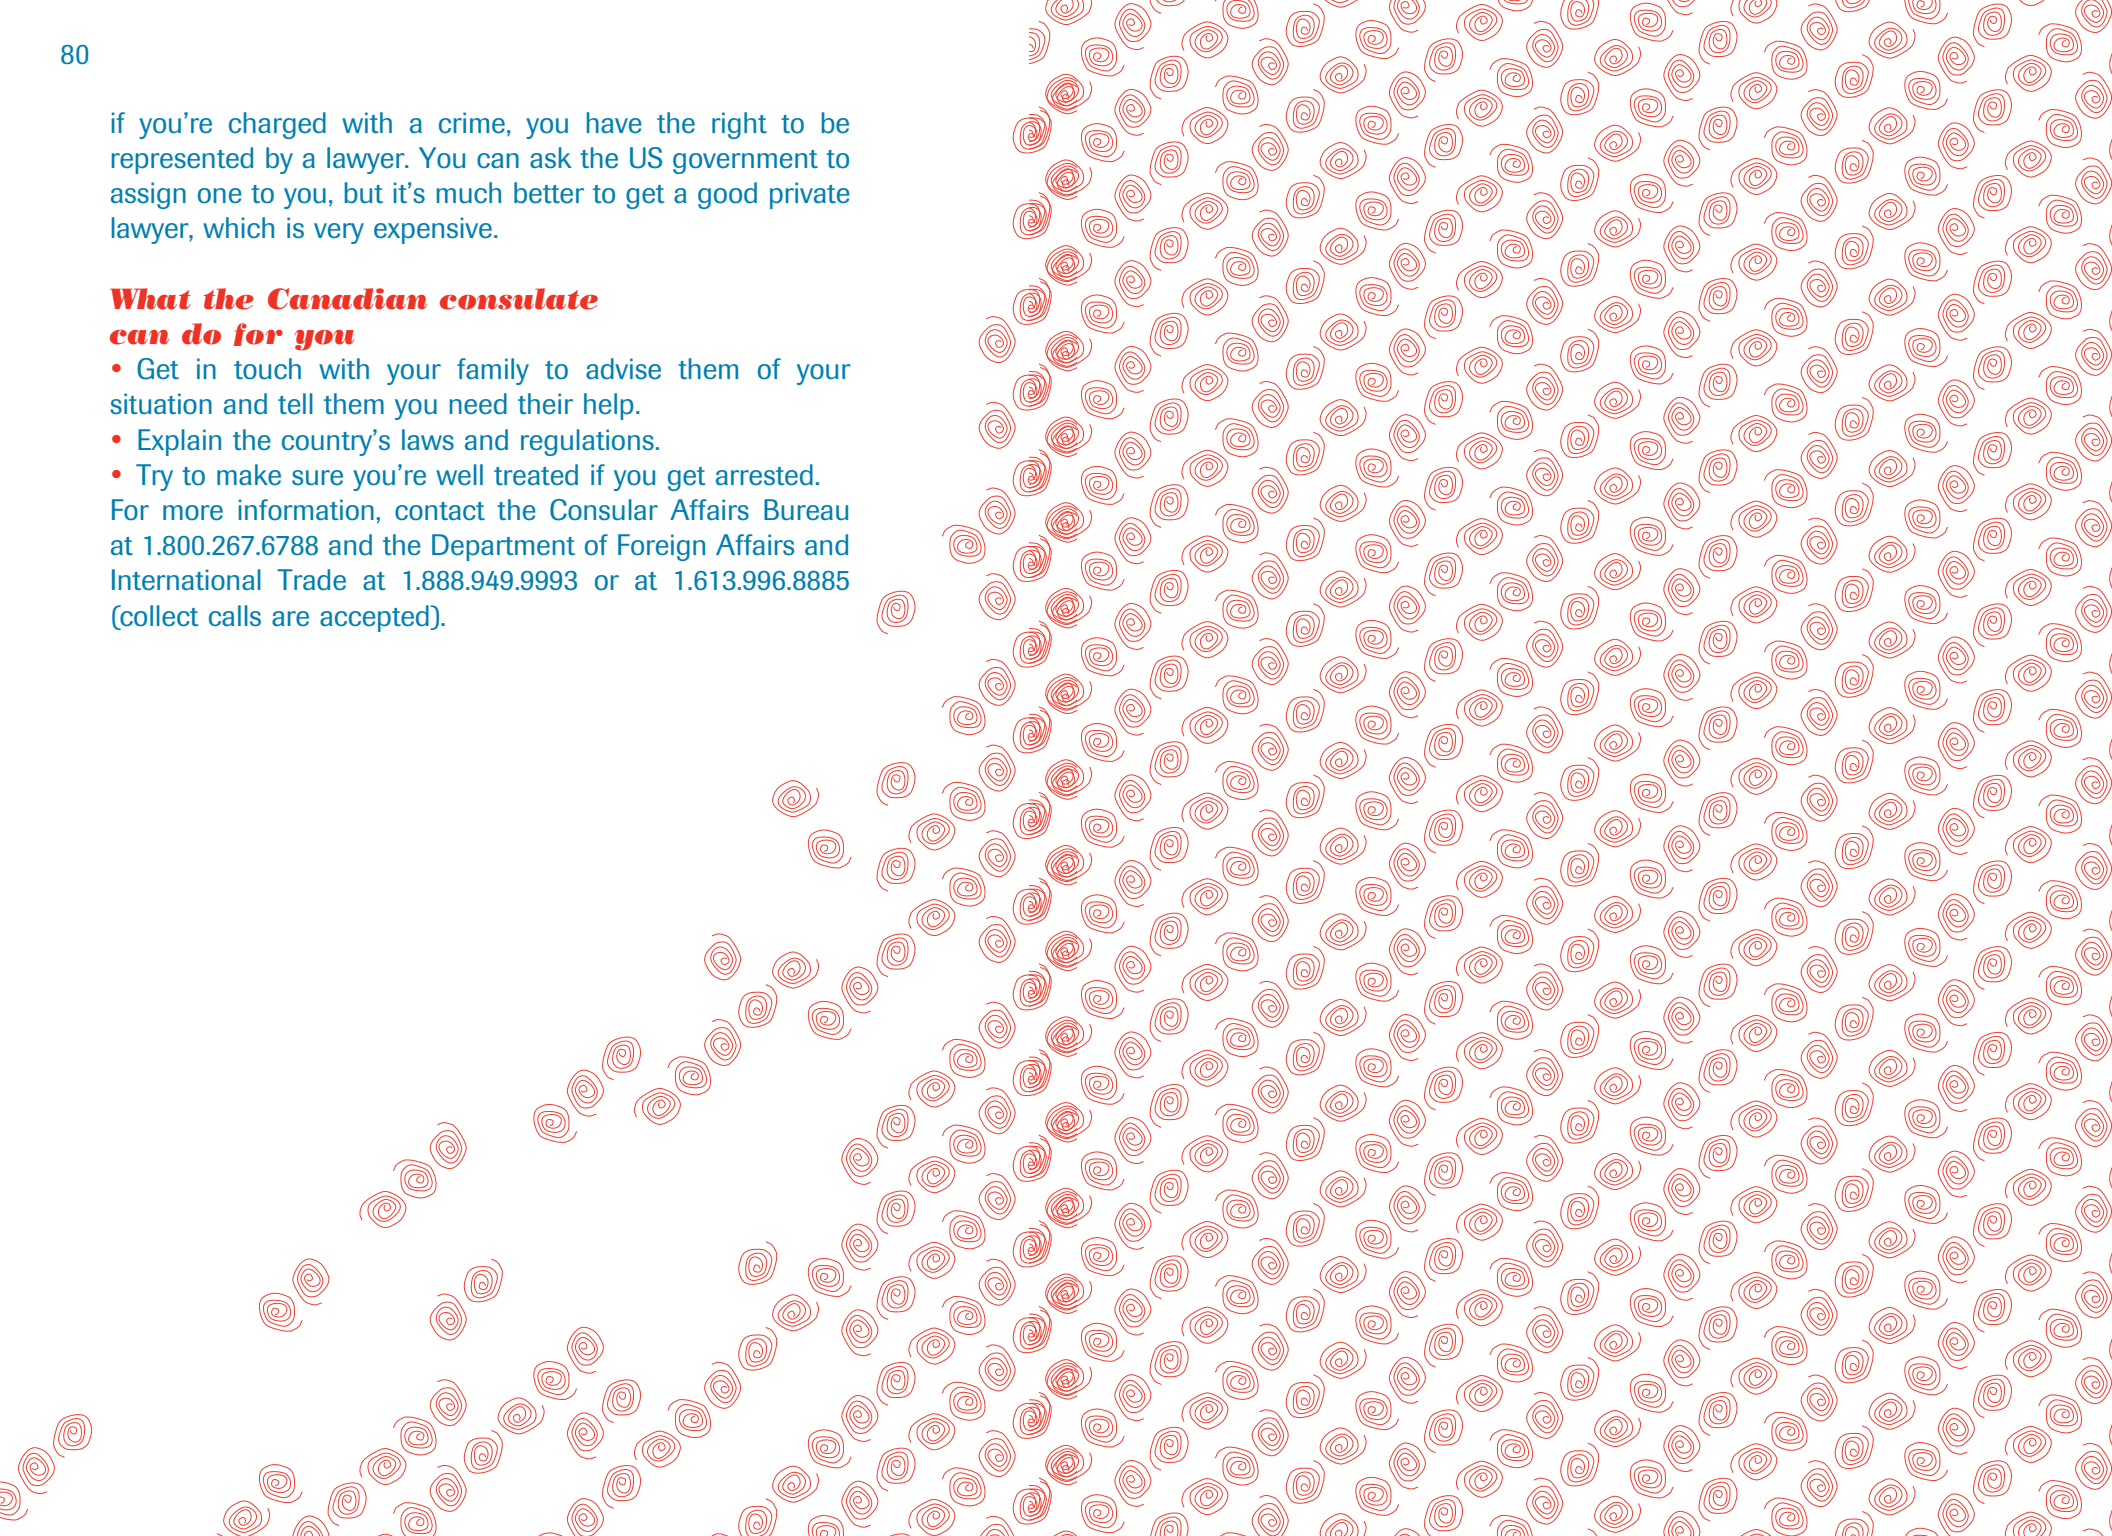 80
if you're charged with a crime, you have the right to be
represented by a lawyer. You can ask the US government to
assign one to you, but it's much better to get a good private
lawyer, which is very expensive.
What the Canadian consulate
can do for you
• Get in touch with your family to advise them of your
situation and tell them you need their help.
• Explain the country's laws and regulations.
• Try to make sure you're well treated if you get arrested.
For more information, contact the Consular Affairs Bureau
at 1.800.267.6788 and the Department of Foreign Affairs and
International Trade at 1.888.949.9993 or at 1.613.996.8885
(collect calls are accepted).